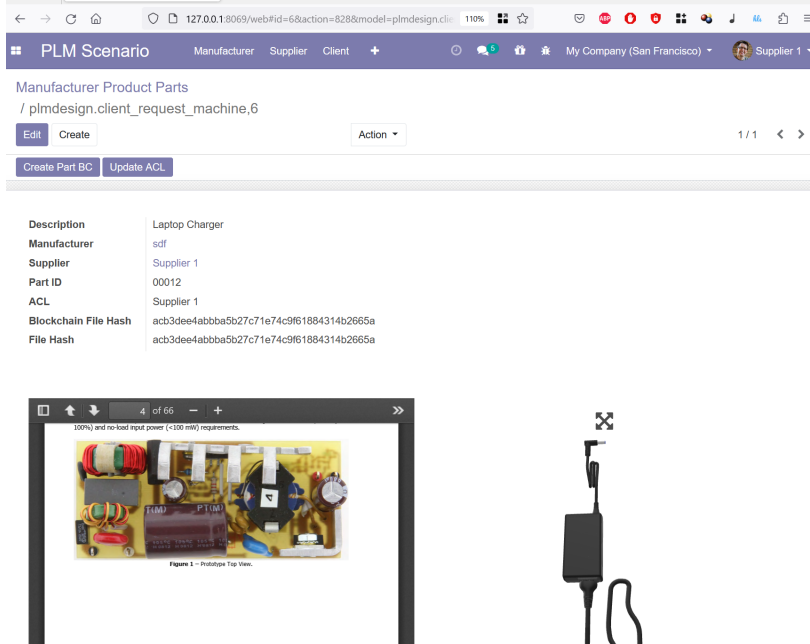 127.0.0.1:8069/web#id=6&action=828&model=plmdesign.clie
110%
ABP
PLM Scenario
Manufacturer
Supplier
Client
5
My Company (San Francisco)
Supplier 1
Manufacturer Product Parts
/ plmdesign.client_request_machine,6
Edit
Create
Action
1 / 1
Create Part BC
Update ACL
Description Laptop Charger
Manufacturer sdf
Supplier Supplier 1
Part ID 00012
ACL Supplier 1
Blockchain File Hash acb3dee4abbba5b27c71e74c9f61884314b2665a
File Hash acb3dee4abbba5b27c71e74c9f61884314b2665a
4 of 66
100%) and no-load input power (<100 mW) requirements.
T(M) PT(M)
4
Figure 1 – Prototype Top View.